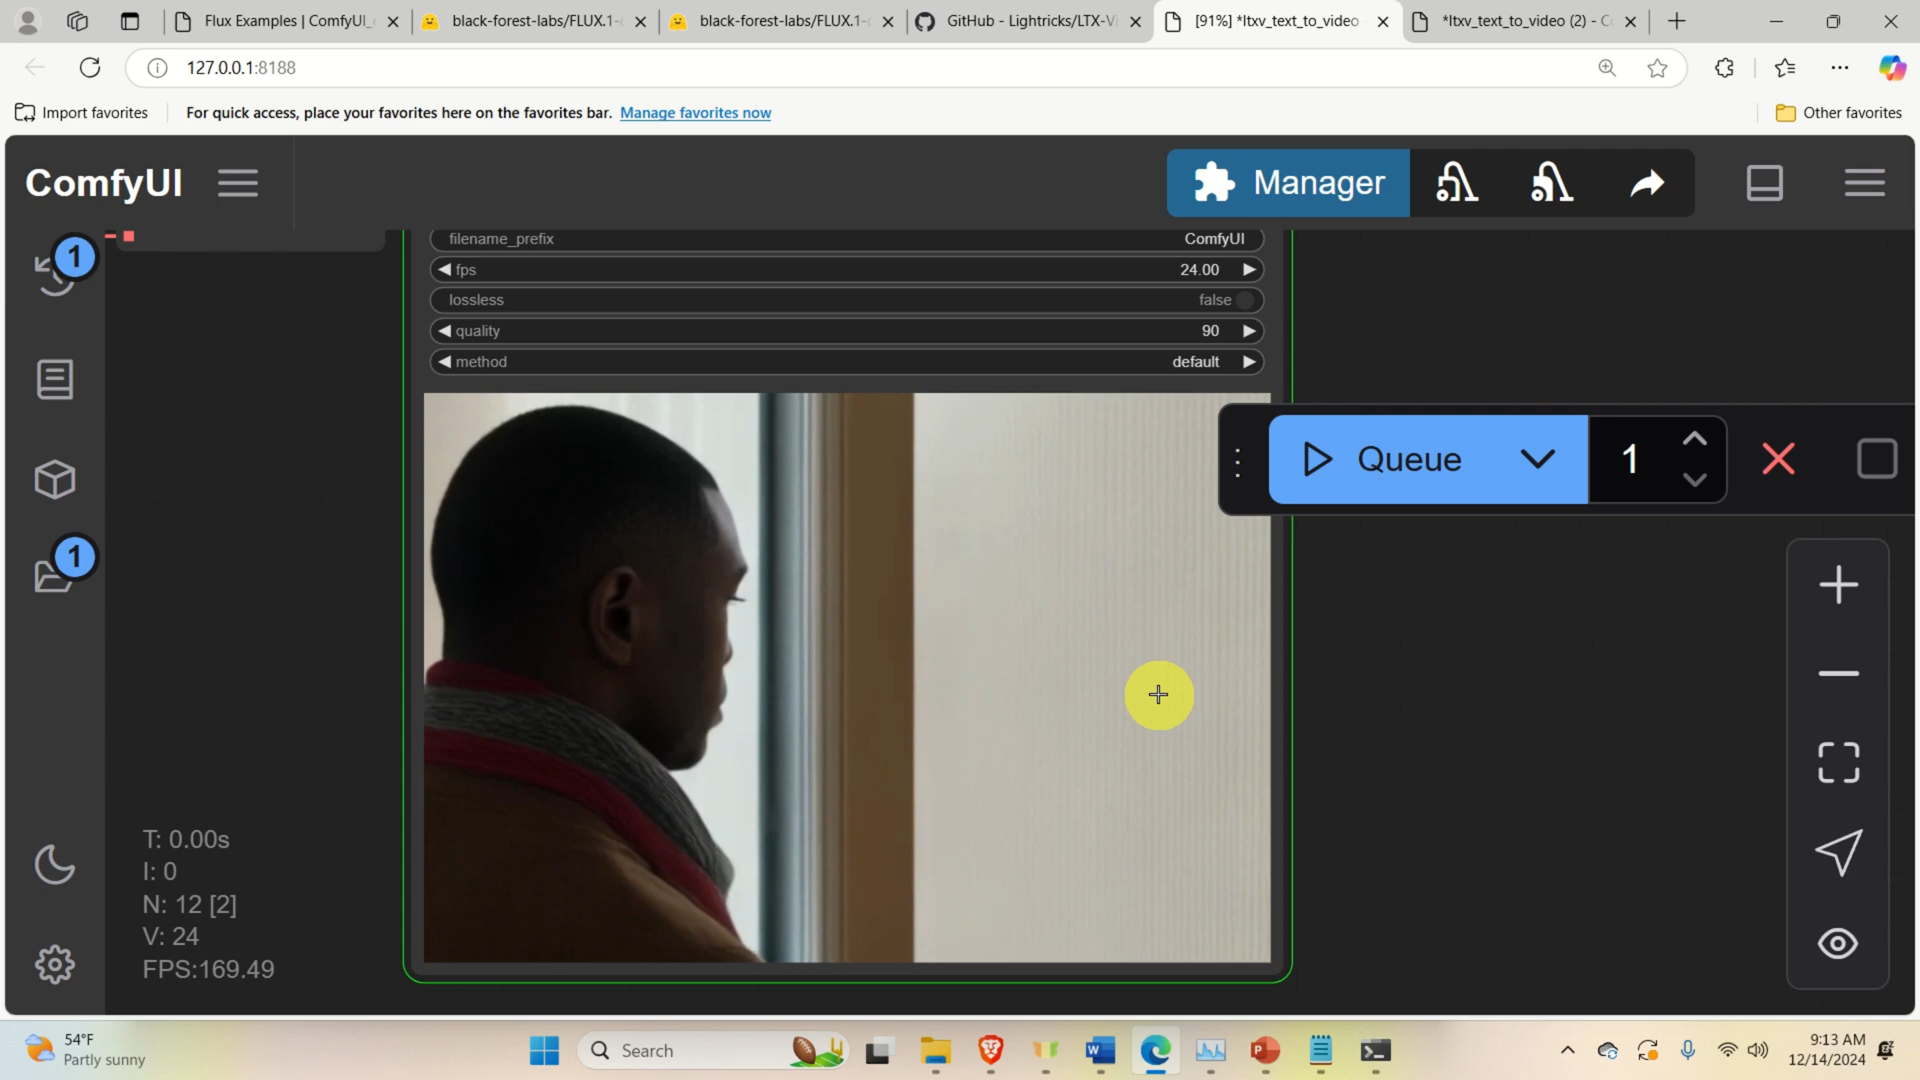 Flux Examples | ComfyUI_
black-forest-labs/FLUX.1-
black-forest-labs/FLUX.1-
GitHub - Lightricks/LTX-Vi
[91%] *ltxv_text_to_video
*ltxv_text_to_video (2) - C
127.0.0.1:8188
Import favorites
For quick access, place your favorites here on the favorites bar. Manage favorites now
Other favorites
ComfyUI
Manager
1
filename_prefix ComfyUI
fps 24.00
lossless false
quality 90
method default
Queue
1
1
T: 0.00s
I: 0
N: 12 [2]
V: 24
FPS:169.49
54°F
Partly sunny
Search
9:13 AM
12/14/2024